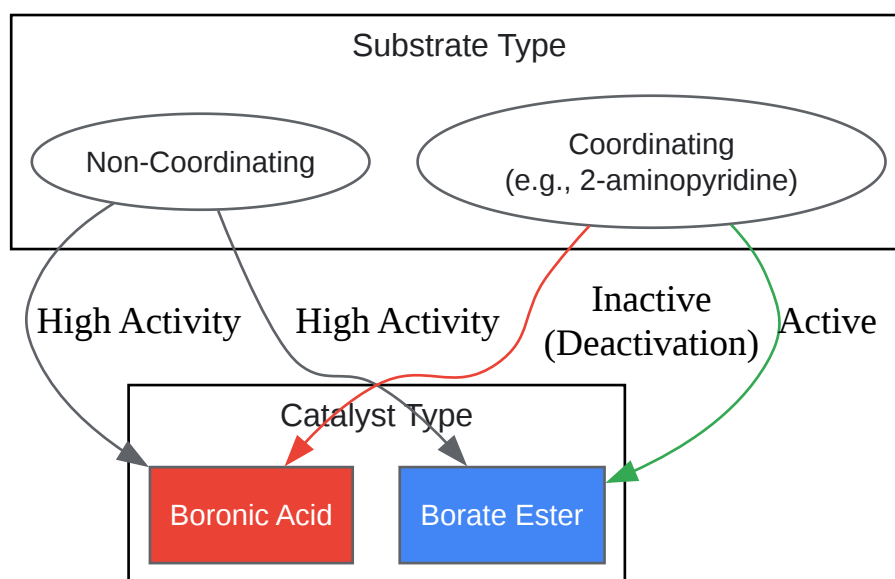 Substrate Type
Non-Coordinating
Coordinating
(e.g., 2-aminopyridine)
High Activity
High Activity
Inactive
(Deactivation)
Active
Catalyst Type
Boronic Acid
Borate Ester